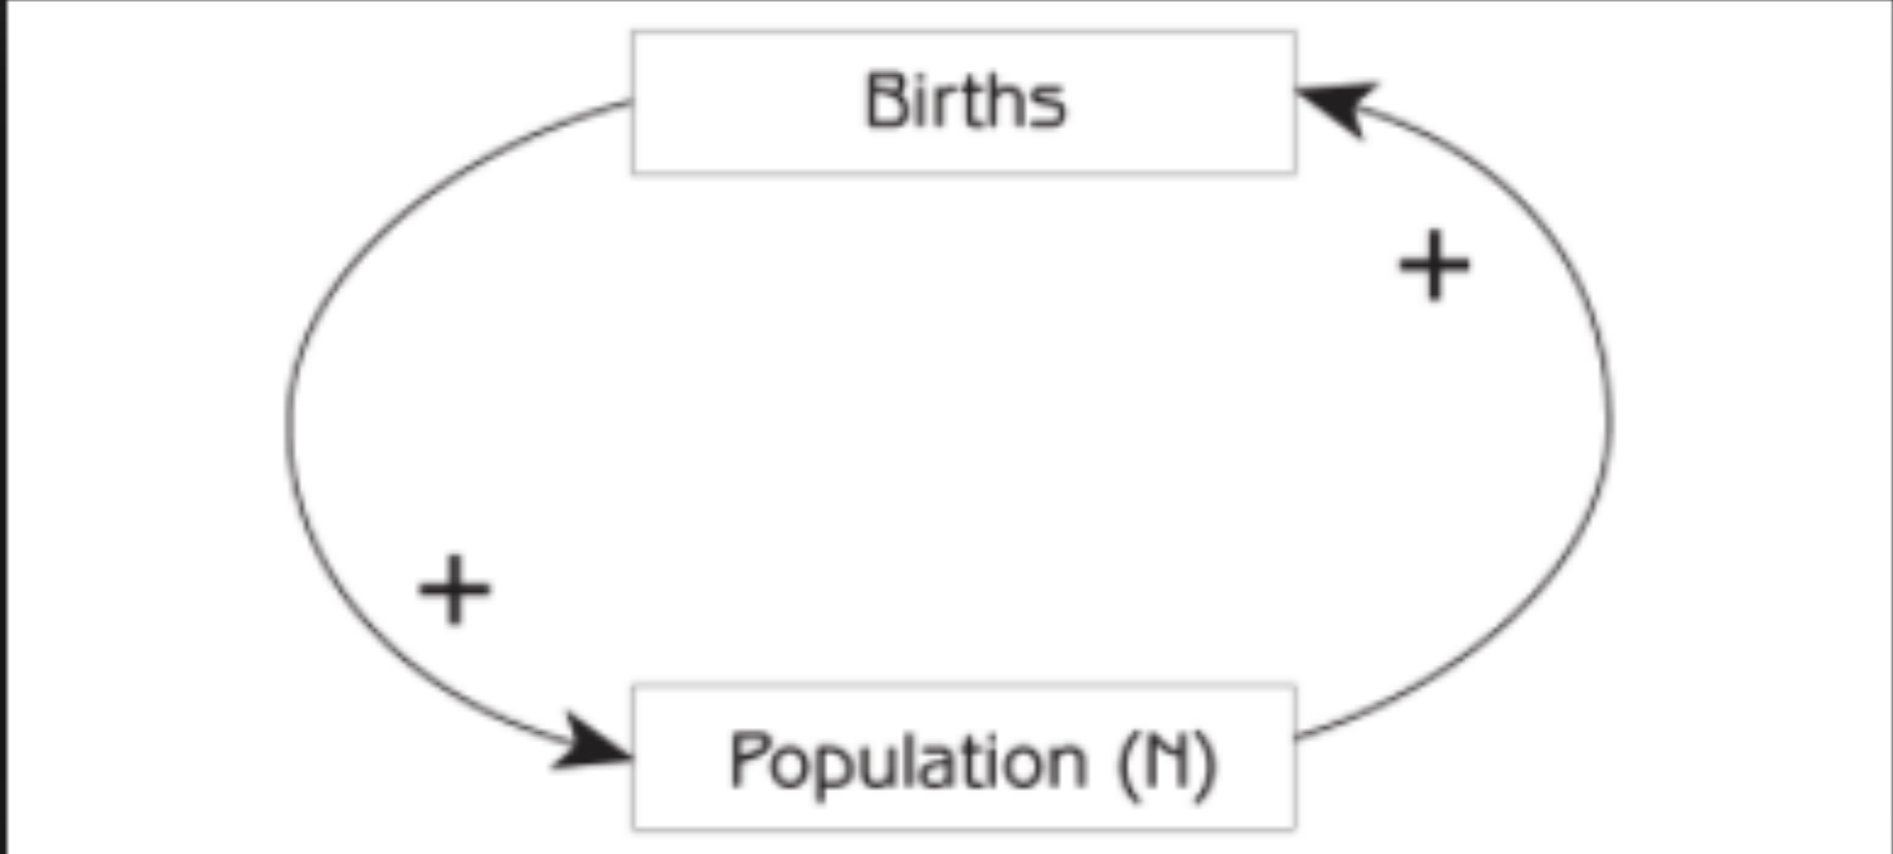 Births
+
+
Population (N)